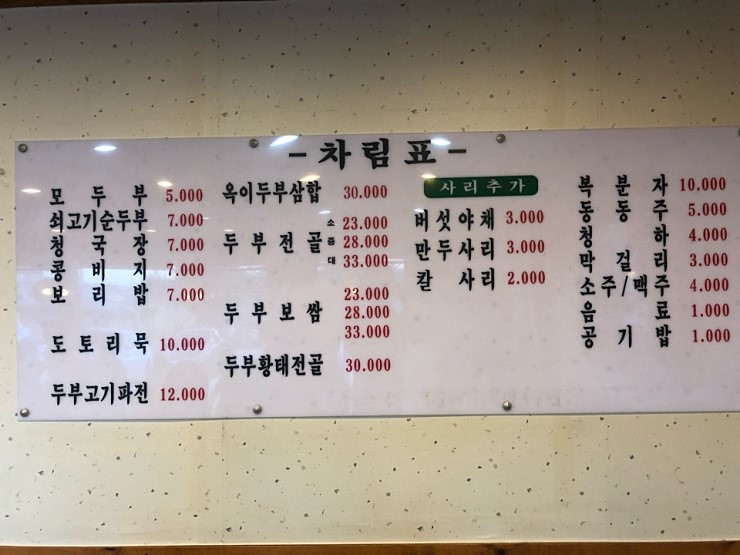 - 차림표 -
모두부 5.000
쇠고기순두부 7.000
청국장 7.000
콩비지 7.000
보리밥 7.000
도토리묵 10.000
두부고기파전 12.000
옥이두부삼합 30.000
두부전골 소 23.000
중 28.000
대 33.000
두부보쌈 23.000
28.000
33.000
두부황태전골 30.000
사리추가
버섯야채 3.000
만두사리 3.000
칼사리 2.000
복분자 10.000
동동주 5.000
청하 4.000
막걸리 3.000
소주/맥주 4.000
음료 1.000
공기밥 1.000